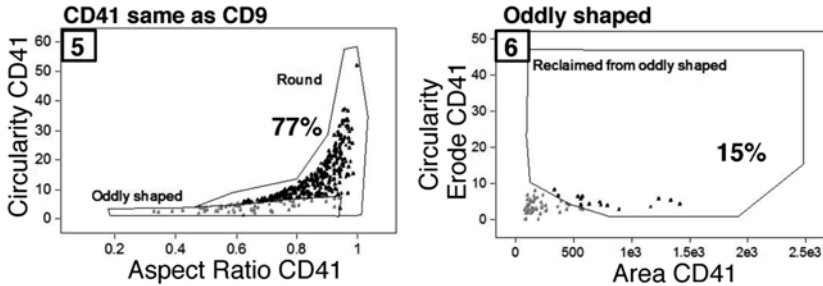 CD41 same as CD9
5
Circularity CD41
60
50
40
30
20
10
0
Round
77%
Oddly shaped
0.2
0.4
0.6
0.8
1
Aspect Ratio CD41
Oddly shaped
6
Circularity
Erode CD41
50
40
30
20
10
0
Reclaimed from oddly shaped
15%
0
500
1e3
1.5e3
2e3
2.5e3
Area CD41